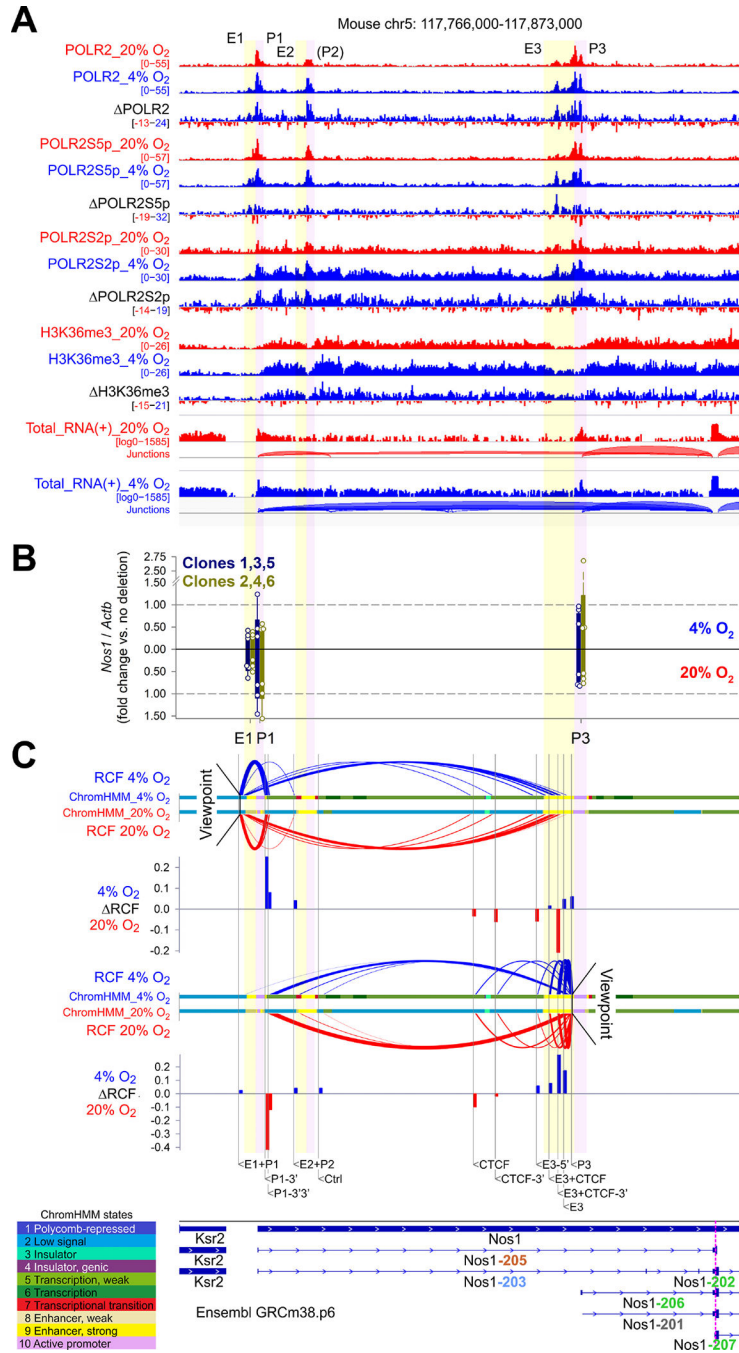 A
Mouse chr5: 117,766,000-117,873,000
E1 P1 E2 (P2) E3 P3
POLR2_20% O2
[0–55]
POLR2_4% O2
[0–55]
ΔPOLR2
[-13–24]
POLR2S5p_20% O2
[0–57]
POLR2S5p_4% O2
[0–57]
ΔPOLR2S5p
[-19–32]
POLR2S2p_20% O2
[0–30]
POLR2S2p_4% O2
[0–30]
ΔPOLR2S2p
[-14–19]
H3K36me3_20% O2
[0–26]
H3K36me3_4% O2
[0–26]
ΔH3K36me3
[-15–21]
Total_RNA(+)_20% O2
[log0–1585]
Junctions
Total_RNA(+)_4% O2
[log0–1585]
Junctions
B
Nos1 / Actb
(fold change vs. no deletion)
2.75
2.50
1.50
1.00
0.50
0.00
0.50
1.00
1.50
Clones 1,3,5
Clones 2,4,6
4% O2
20% O2
E1 P1 P3
C
RCF 4% O2
ChromHMM_4% O2
ChromHMM_20% O2
RCF 20% O2
Viewpoint
4% O2
ΔRCF
20% O2
0.2
0.1
0.0
-0.1
-0.2
RCF 4% O2
ChromHMM_4% O2
ChromHMM_20% O2
RCF 20% O2
Viewpoint
4% O2
ΔRCF
20% O2
0.2
0.1
0.0
-0.1
-0.2
-0.3
-0.4
<E1+P1 <E2+P2 <CTCF <E3-5' <P3
<P1-3' <Ctrl <CTCF-3' <E3+CTCF
<P1-3'3' <E3+CTCF-3'
<E3
ChromHMM states
1 Polycomb-repressed
2 Low signal
3 Insulator
4 Insulator, genic
5 Transcription, weak
6 Transcription
7 Transcriptional transition
8 Enhancer, weak
9 Enhancer, strong
10 Active promoter
Ksr2 Nos1
Ksr2 Nos1-205
Ksr2 Nos1-203 Nos1-202
Nos1-206
Nos1-201
Nos1-207
Ensembl GRCm38.p6